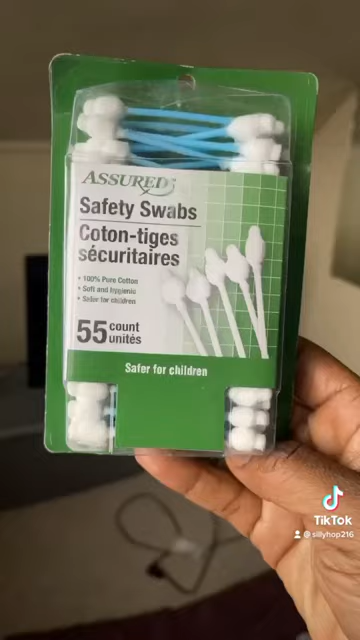 ASSURED
Safety Swabs
Coton-tiges
sécuritaires
• 100% Pure Cotton
• Soft and hygienic
• Safer for children
55 count
unités
Safer for children
TikTok
@sillyhop216